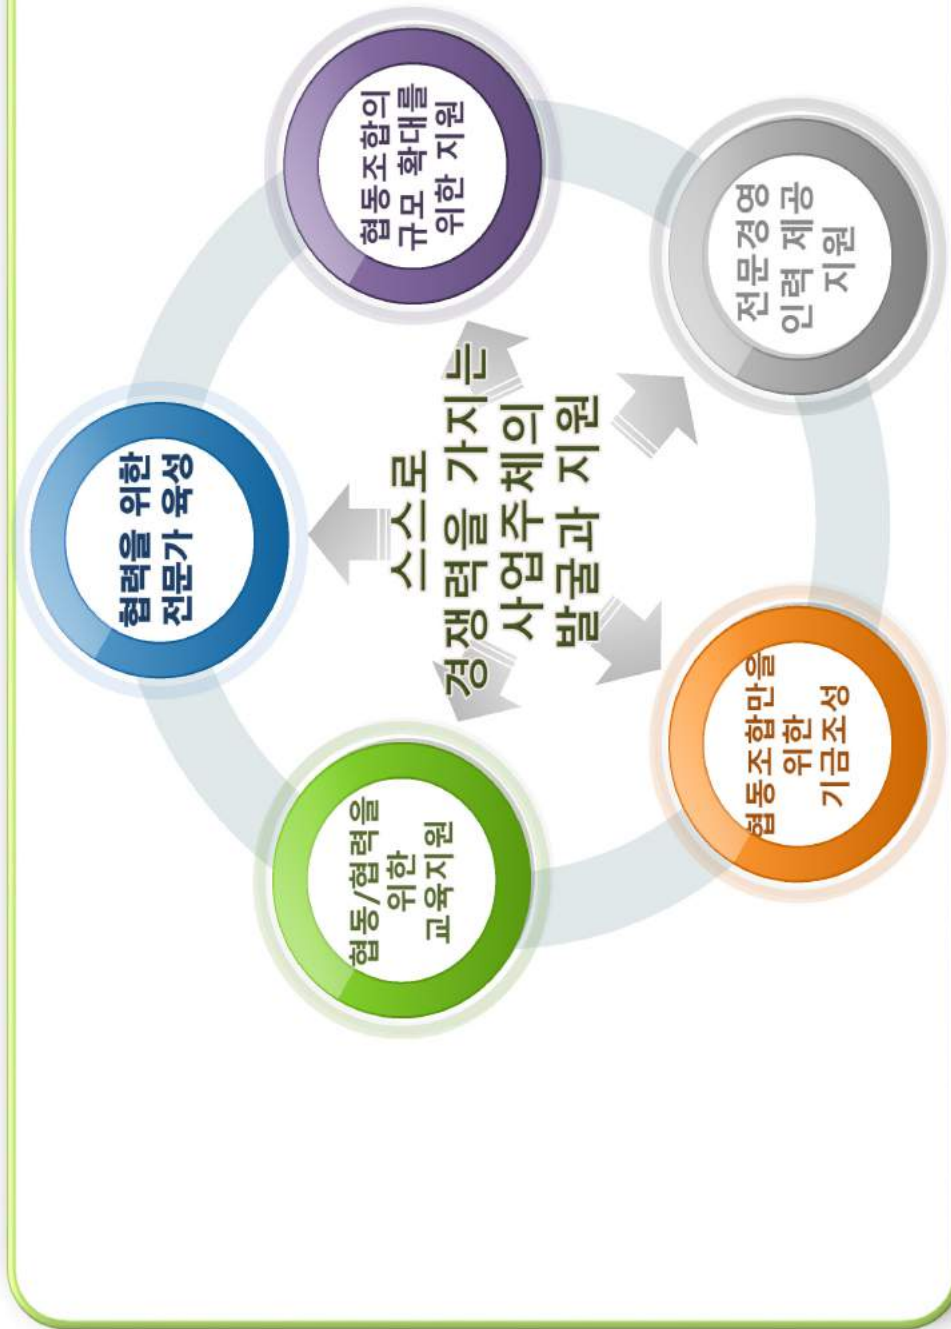 협력을 위한
전문가 육성
협동조합의
규모 확대를
위한 지원
전문경영
인력 제공
지원
협동조합만을
위한
기금조성
협동/협력을
위한
교육지원
스스로
경쟁력을 가지는
사업주체의
발굴과 지원